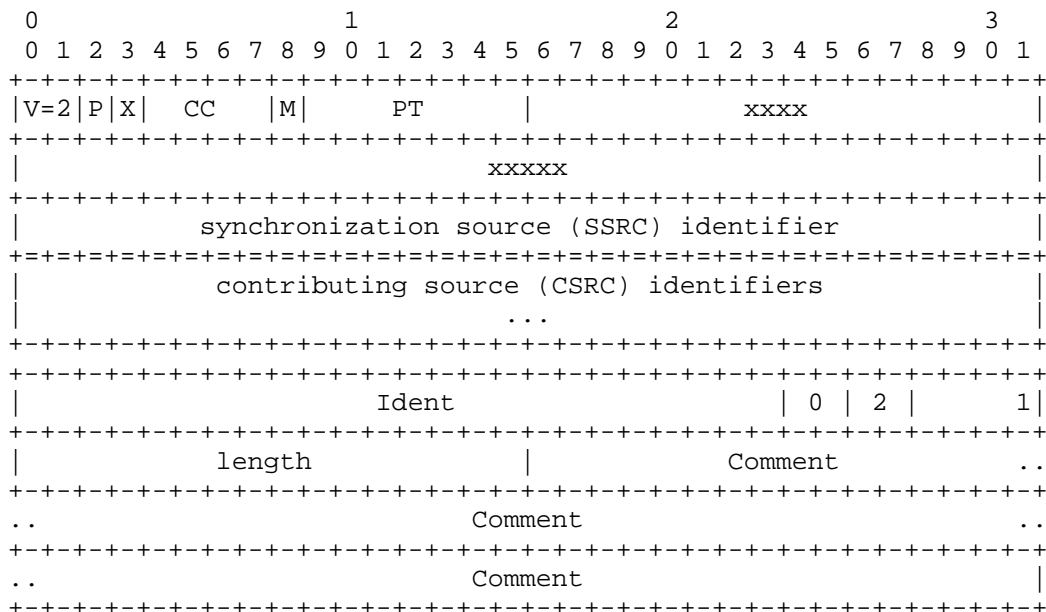 0                   1                   2                   3
 0 1 2 3 4 5 6 7 8 9 0 1 2 3 4 5 6 7 8 9 0 1 2 3 4 5 6 7 8 9 0 1
+-+-+-+-+-+-+-+-+-+-+-+-+-+-+-+-+-+-+-+-+-+-+-+-+-+-+-+-+-+-+-+-+
|V=2|P|X|  CC   |M|     PT      |             xxxx              |
+-+-+-+-+-+-+-+-+-+-+-+-+-+-+-+-+-+-+-+-+-+-+-+-+-+-+-+-+-+-+-+-+
|                             xxxxx                             |
+-+-+-+-+-+-+-+-+-+-+-+-+-+-+-+-+-+-+-+-+-+-+-+-+-+-+-+-+-+-+-+-+
|           synchronization source (SSRC) identifier            |
+=+=+=+=+=+=+=+=+=+=+=+=+=+=+=+=+=+=+=+=+=+=+=+=+=+=+=+=+=+=+=+=+
|            contributing source (CSRC) identifiers             |
|                              ...                              |
+-+-+-+-+-+-+-+-+-+-+-+-+-+-+-+-+-+-+-+-+-+-+-+-+-+-+-+-+-+-+-+-+
+-+-+-+-+-+-+-+-+-+-+-+-+-+-+-+-+-+-+-+-+-+-+-+-+-+-+-+-+-+-+-+-+
|                      Ident                    | 0 | 2 |      1|
+-+-+-+-+-+-+-+-+-+-+-+-+-+-+-+-+-+-+-+-+-+-+-+-+-+-+-+-+-+-+-+-+
|            length             |            Comment           ..
+-+-+-+-+-+-+-+-+-+-+-+-+-+-+-+-+-+-+-+-+-+-+-+-+-+-+-+-+-+-+-+-+
..                           Comment                           ..
+-+-+-+-+-+-+-+-+-+-+-+-+-+-+-+-+-+-+-+-+-+-+-+-+-+-+-+-+-+-+-+-+
..                           Comment                            |
+-+-+-+-+-+-+-+-+-+-+-+-+-+-+-+-+-+-+-+-+-+-+-+-+-+-+-+-+-+-+-+-+